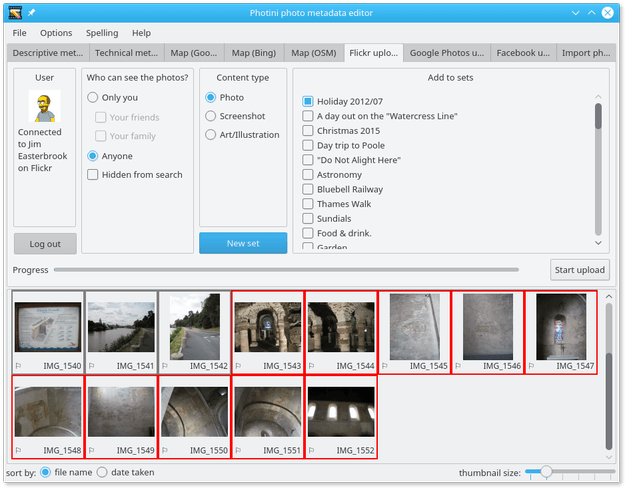 Photini photo metadata editor
File Options Spelling Help
Descriptive met... Technical met... Map (Goo... Map (Bing) Map (OSM) Flickr uplo... Google Photos u... Facebook u... Import ph...
User
Connected
to Jim
Easterbrook
on Flickr
Log out
Who can see the photos?
Only you
Your friends
Your family
Anyone
Hidden from search
Content type
Photo
Screenshot
Art/Illustration
New set
Add to sets
Holiday 2012/07
A day out on the "Watercress Line"
Christmas 2015
Day trip to Poole
"Do Not Alight Here"
Astronomy
Bluebell Railway
Thames Walk
Sundials
Food & drink.
Garden
Progress
Start upload
IMG_1540 IMG_1541 IMG_1542 IMG_1543 IMG_1544 IMG_1545 IMG_1546 IMG_1547
IMG_1548 IMG_1549 IMG_1550 IMG_1551 IMG_1552
sort by: file name date taken thumbnail size: